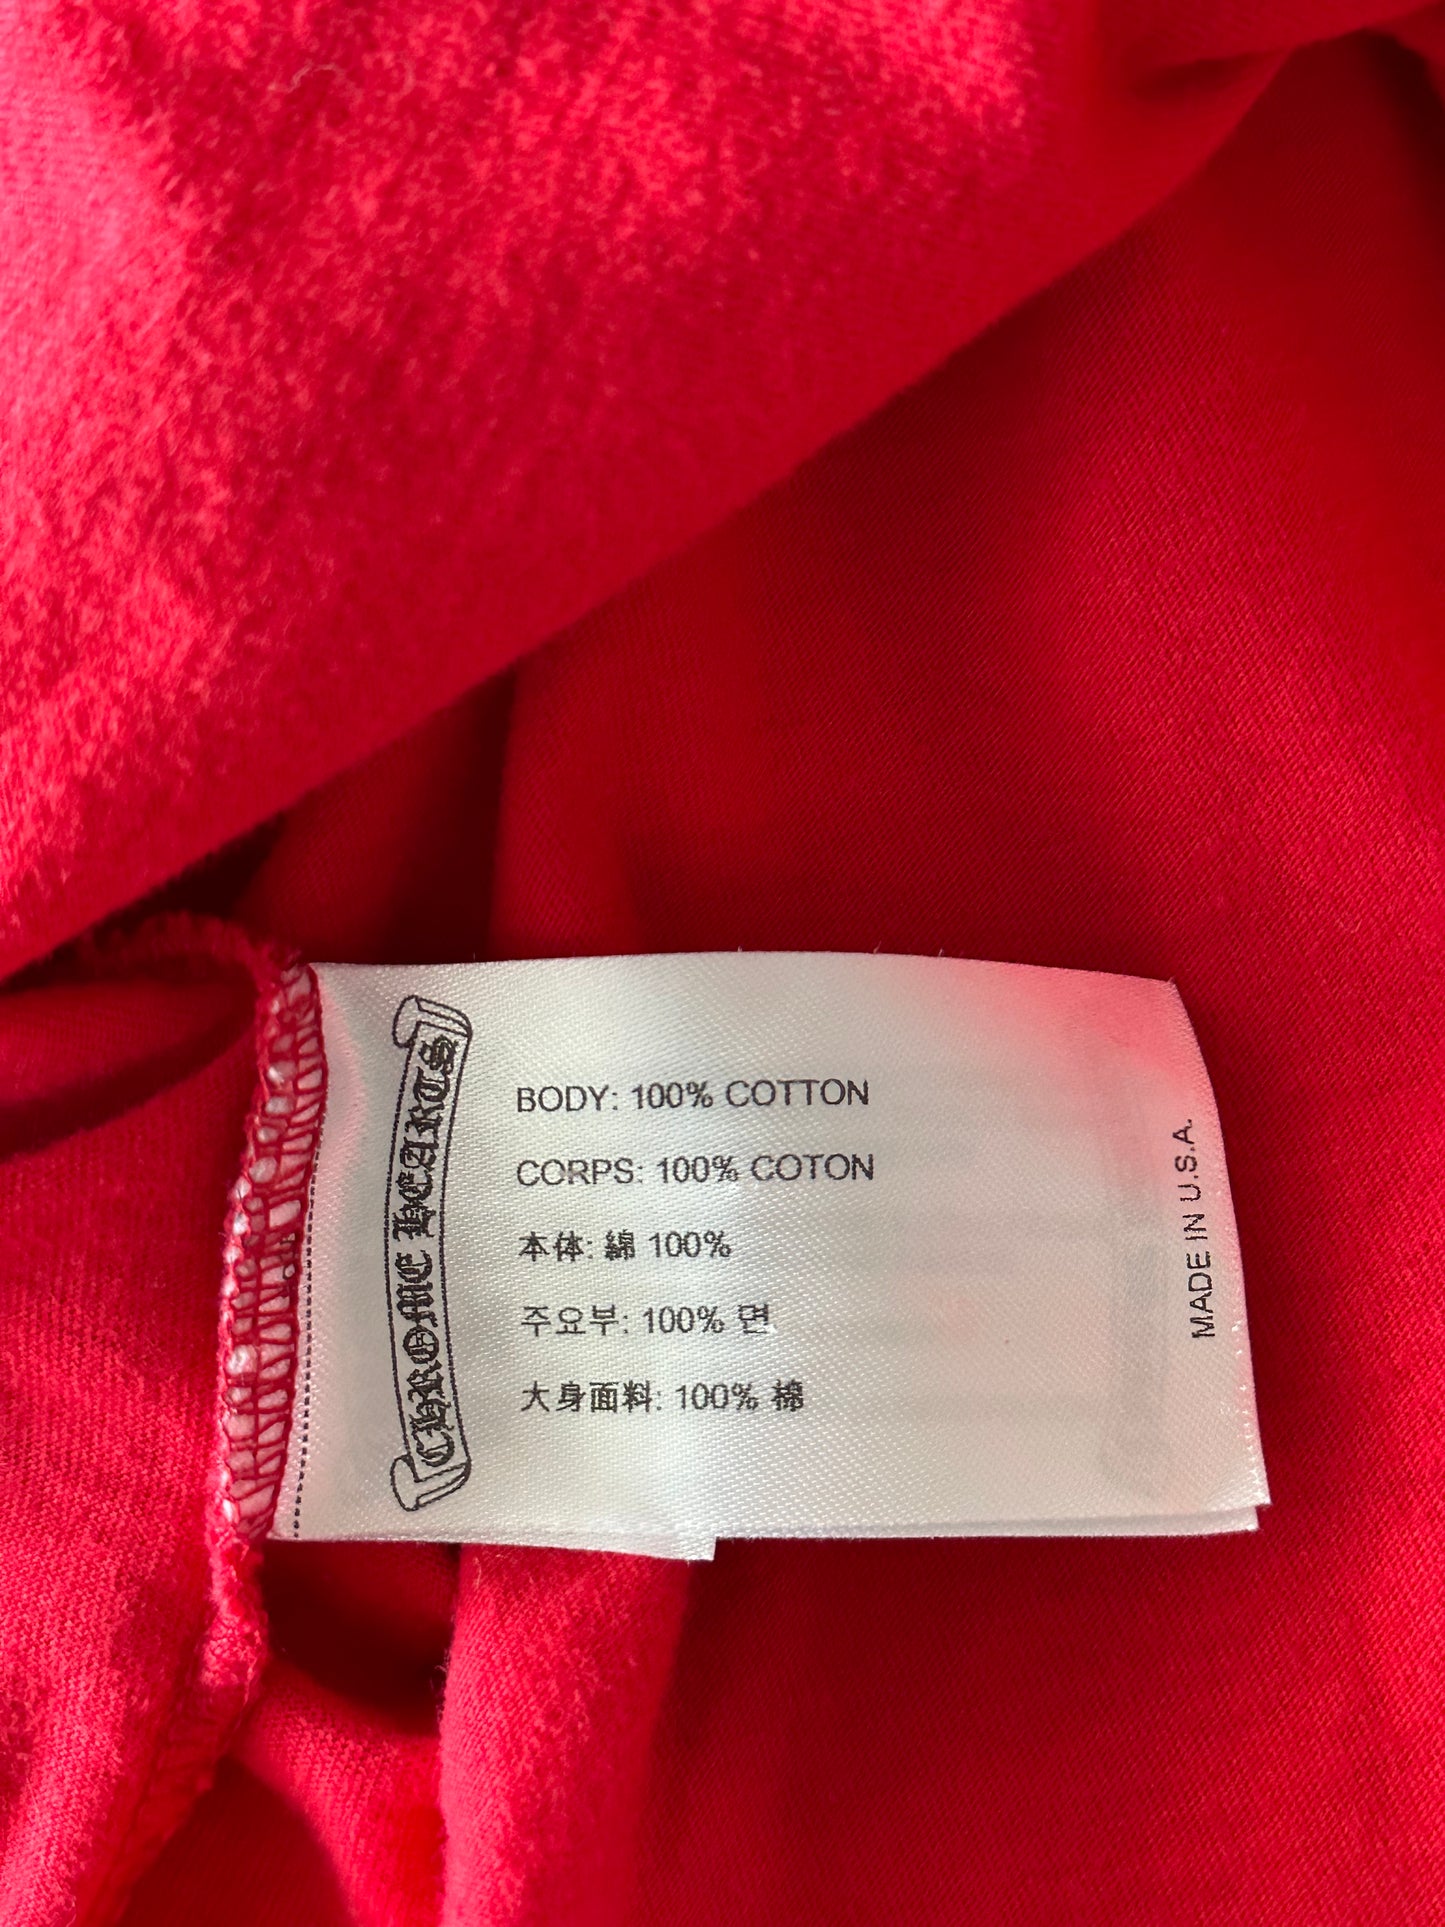 CHROME HEARTS
BODY: 100% COTTON
CORPS: 100% COTON
本体: 綿 100%
주요부: 100% 면
大身面料: 100% 棉
MADE IN U.S.A.